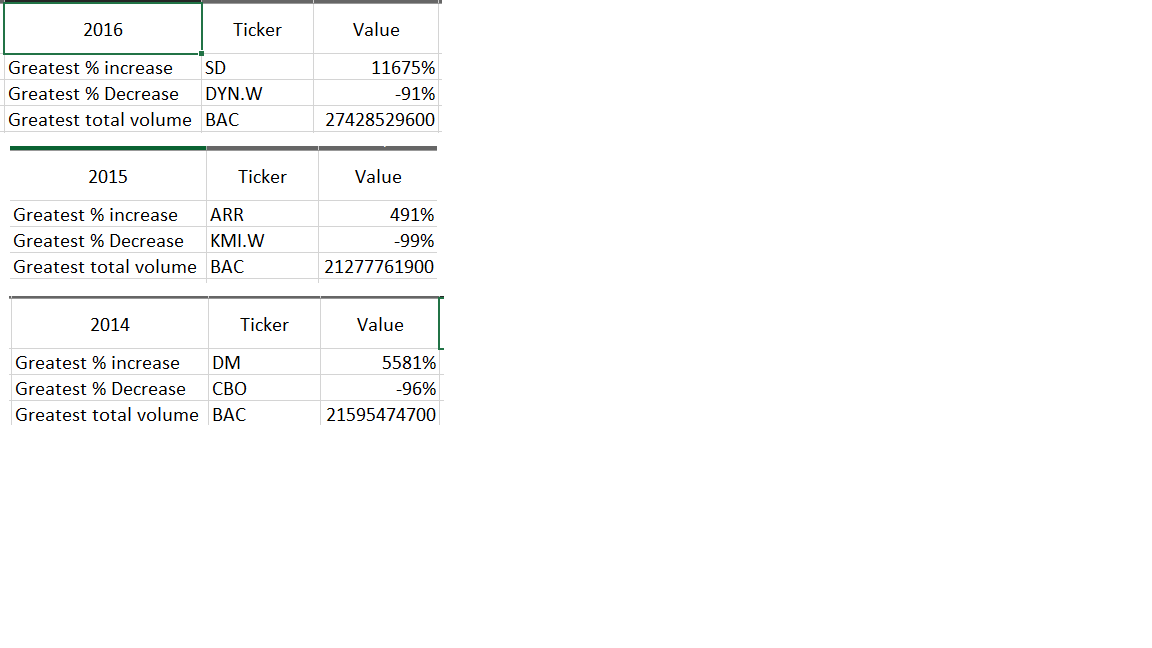 2016 Ticker Value
Greatest % increase SD 11675%
Greatest % Decrease DYN.W -91%
Greatest total volume BAC 27428529600
2015 Ticker Value
Greatest % increase ARR 491%
Greatest % Decrease KMI.W -99%
Greatest total volume BAC 21277761900
2014 Ticker Value
Greatest % increase DM 5581%
Greatest % Decrease CBO -96%
Greatest total volume BAC 21595474700